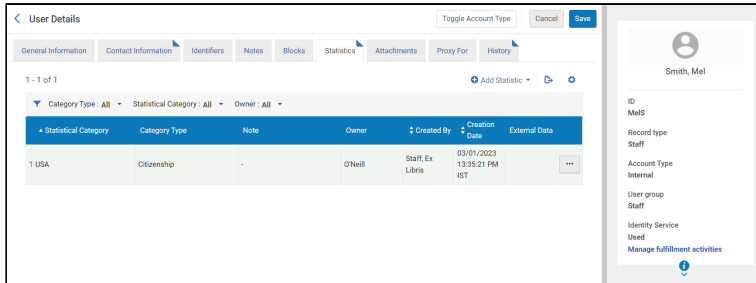 User Details
Toggle Account Type
Cancel
Save
General Information
Contact Information
Identifiers
Notes
Blocks
Statistics
Attachments
Proxy For
History
1 - 1 of 1
Add Statistic
Category Type : All
Statistical Category : All
Owner : All
Statistical Category
Category Type
Note
Owner
Created By
Creation
Date
External Data
1 USA
Citizenship
-
O'Neill
Staff, Ex
Libris
03/01/2023
13:35:21 PM
IST
Smith, Mel
ID
MelS
Record type
Staff
Account Type
Internal
User group
Staff
Identity Service
Used
Manage fulfillment activities